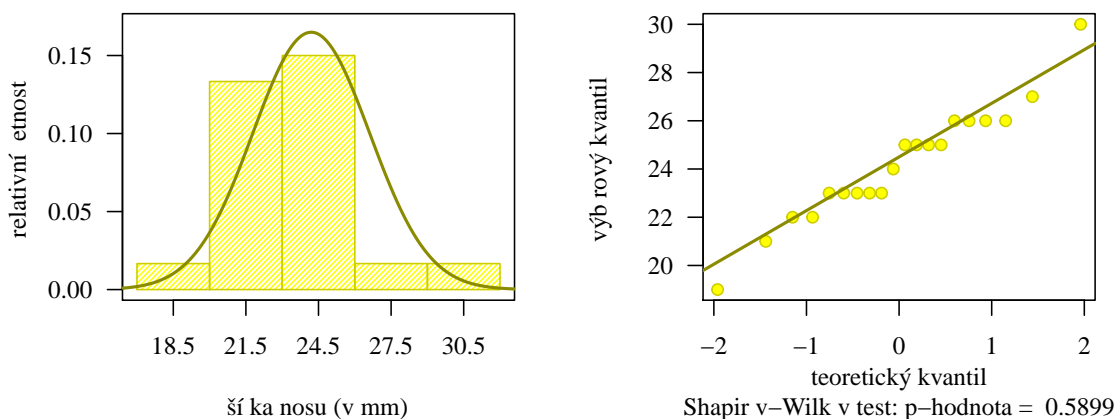 0.15
0.10
0.05
0.00
relativní etnost
18.5 21.5 24.5 27.5 30.5
ší ka nosu (v mm)
30
28
26
24
22
20
výb rový kvantil
−2 −1 0 1 2
teoretický kvantil
Shapir v−Wilk v test: p−hodnota = 0.5899